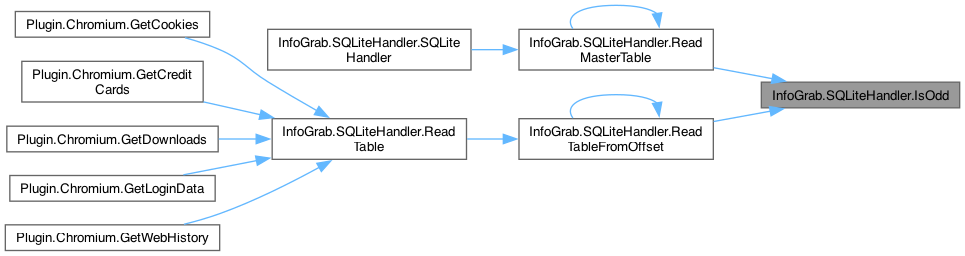 Plugin.Chromium.GetCookies
InfoGrab.SQLiteHandler.SQLite
Handler
InfoGrab.SQLiteHandler.Read
MasterTable
Plugin.Chromium.GetCredit
Cards
InfoGrab.SQLiteHandler.IsOdd
Plugin.Chromium.GetDownloads
InfoGrab.SQLiteHandler.Read
Table
InfoGrab.SQLiteHandler.Read
TableFromOffset
Plugin.Chromium.GetLoginData
Plugin.Chromium.GetWebHistory